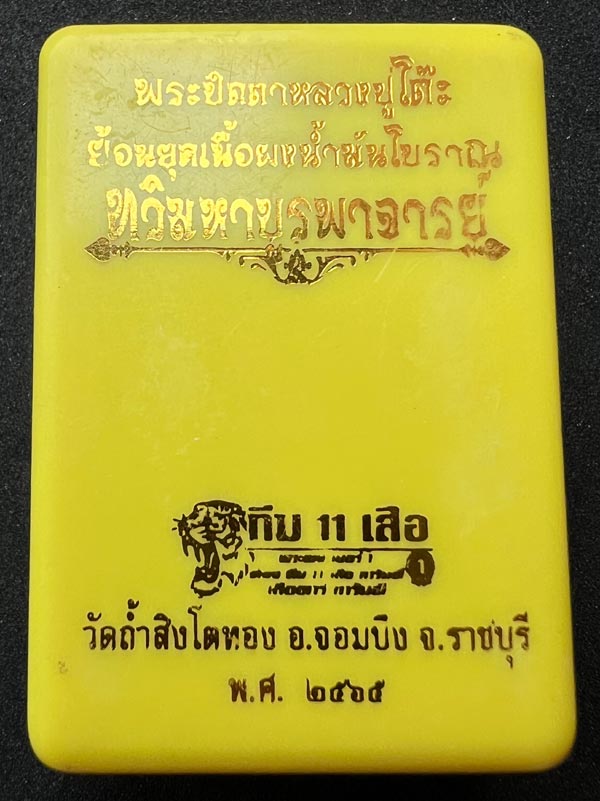 พระปิดตาหลวงปู่โต๊ะ
ย้อนยุคเนื้อผงน้ำมันโบราณ
ทวิมหาบูรพาจารย์
ทีม 11 เสือ
1
วัดถ้ำสิงโตทอง อ.จอมบึง จ.ราชบุรี
พ.ศ. ๒๕๖๕